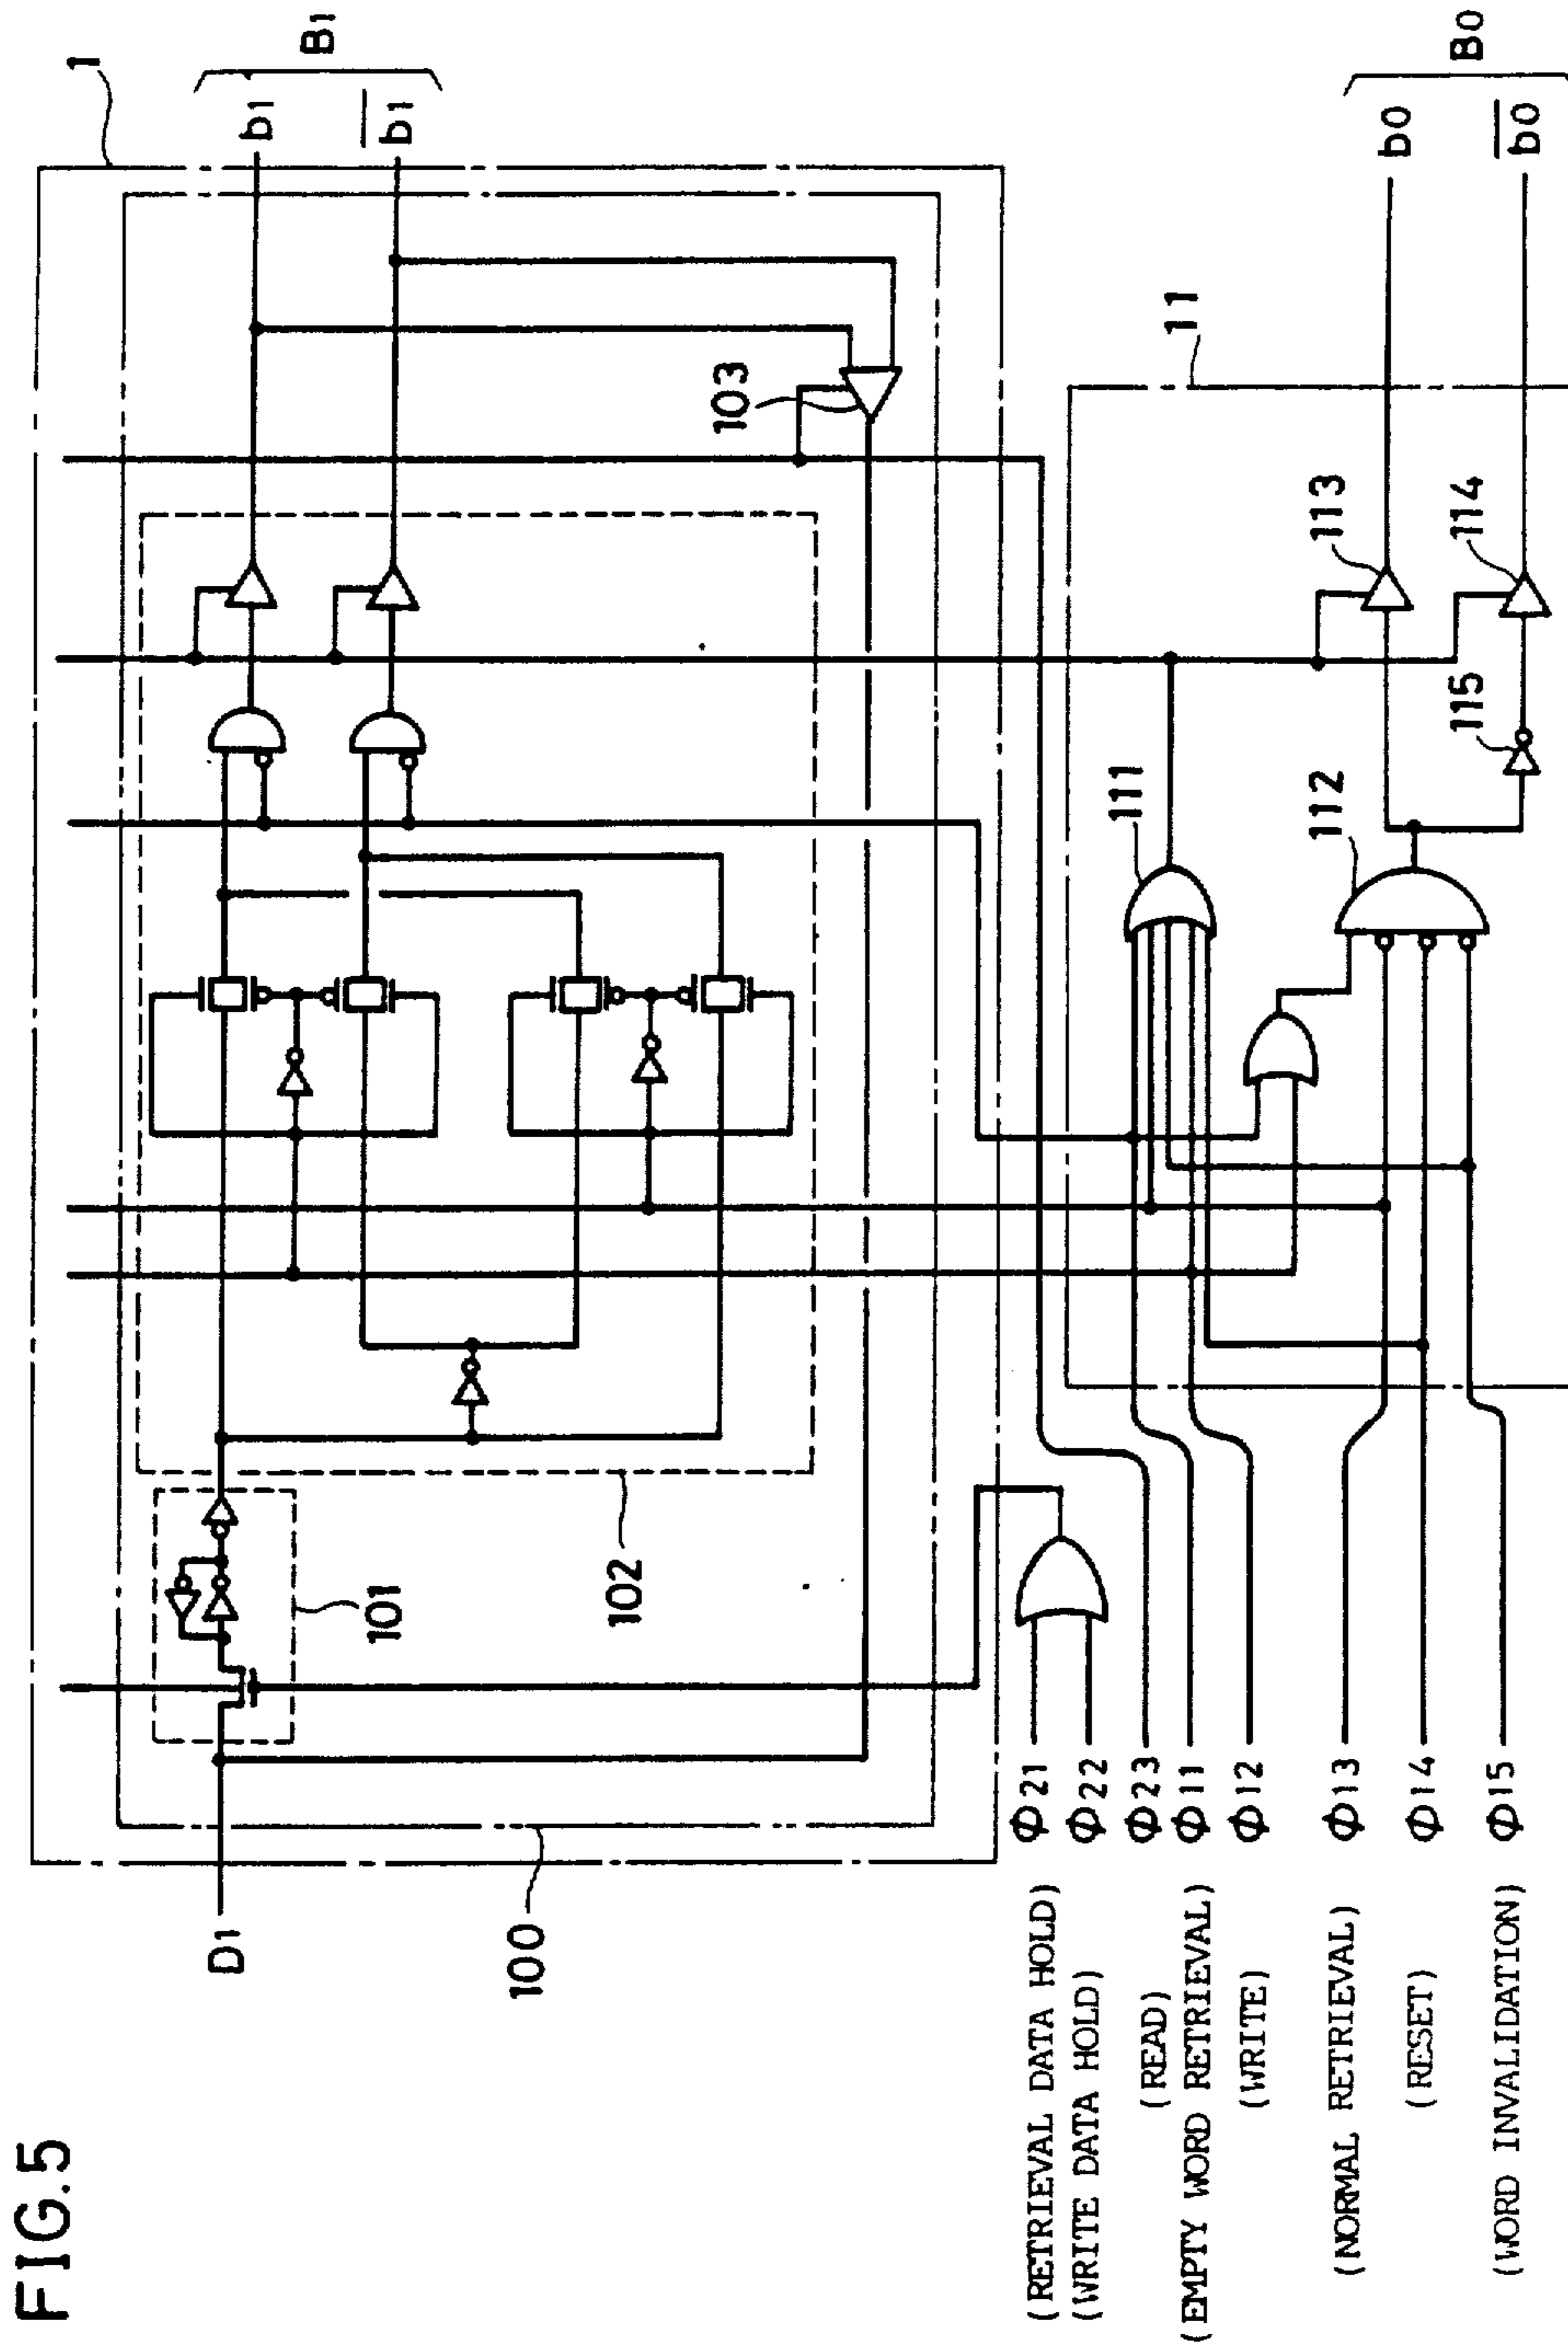 FIG.5
1
b1
b1
B1
103
102
101
100
D1
11
111
112
113
114
115
b0
b0
B0
(RETRIEVAL DATA HOLD) Φ21
(WRITE DATA HOLD) Φ22
(READ) Φ23
(EMPTY WORD RETRIEVAL) Φ11
(WRITE) Φ12
(NORMAL RETRIEVAL) Φ13
(RESET) Φ14
(WORD INVALIDATION) Φ15